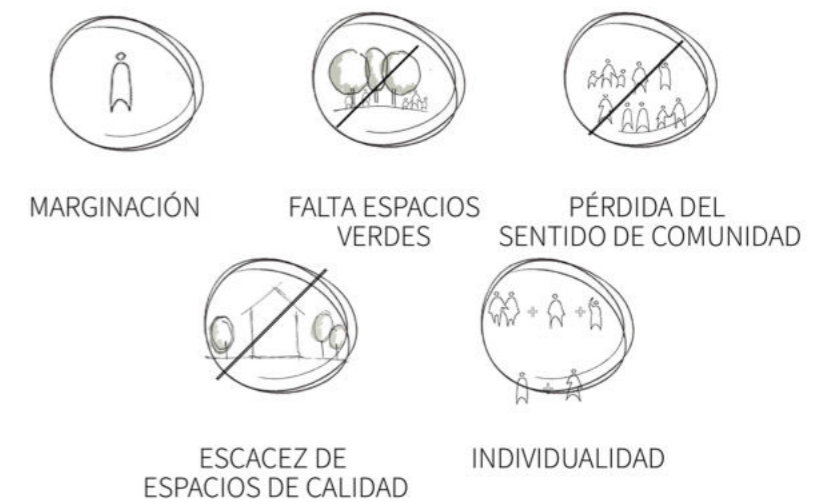 MARGINACIÓN
FALTA ESPACIOS
VERDES
PÉRDIDA DEL
SENTIDO DE COMUNIDAD
ESCACEZ DE
ESPACIOS DE CALIDAD
INDIVIDUALIDAD